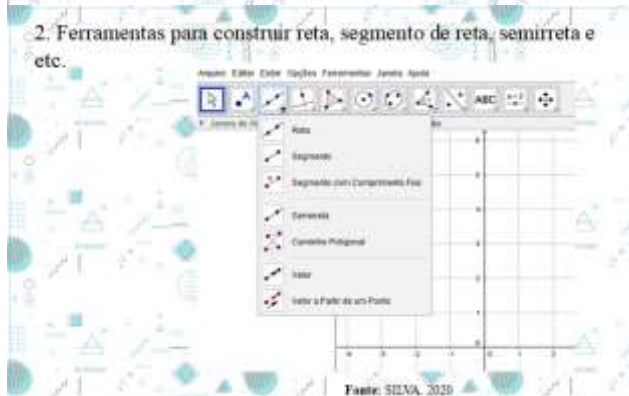 2. Ferramentas para construir reta, segmento de reta, semirreta e
etc.
Arquivo Editar Exibir Opções Ferramentas Janela Ajuda
A
ABC
Reta
Segmento
Segmento com Comprimento Fixo
Semirreta
Caminho Poligonal
Vetor
Vetor a Partir de um Ponto
Fonte: SILVA, 2020